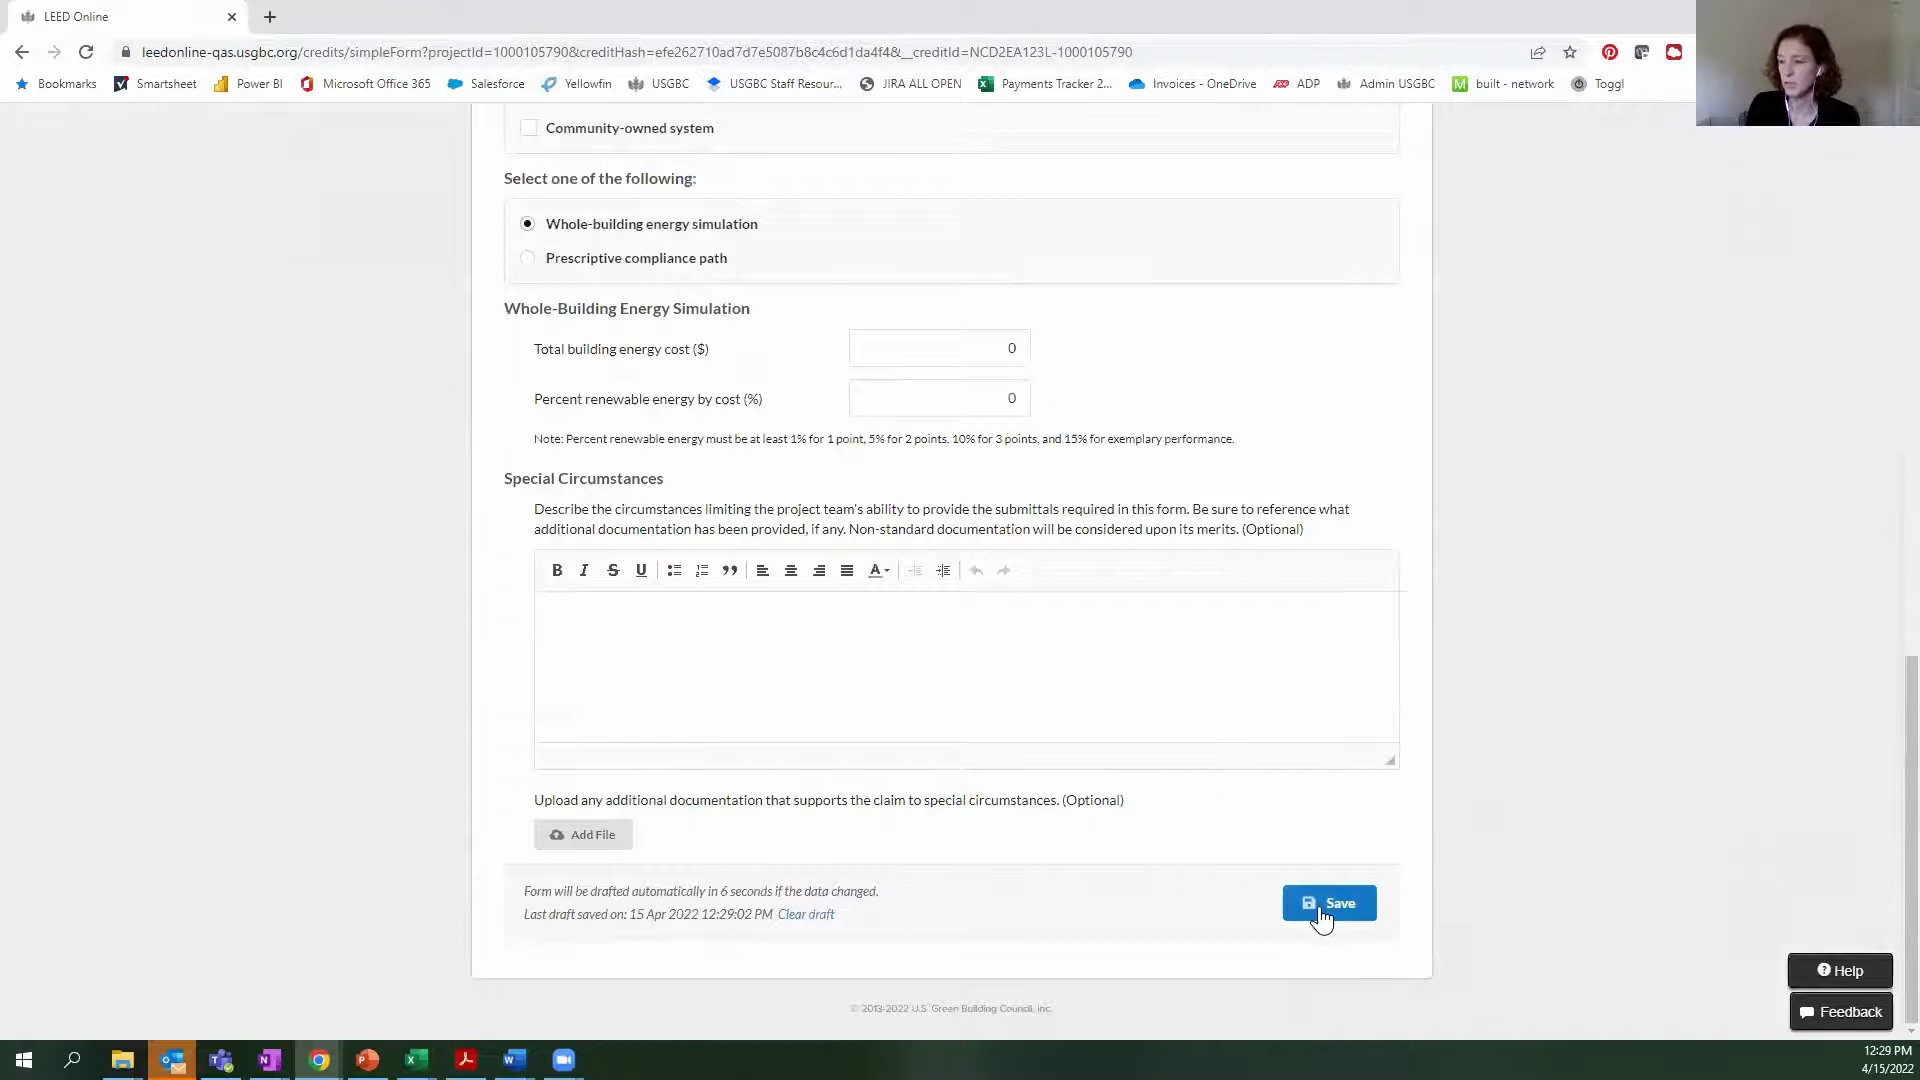 LEED Online
leedonline-qas.usgbc.org/credits/simpleForm?projectId=1000105790&creditHash=efe262710ad7d7e5087b8c4c6d1da4f4&__creditId=NCD2EA123L-1000105790
Bookmarks Smartsheet Power BI Microsoft Office 365 Salesforce Yellowfin USGBC USGBC Staff Resour... JIRA ALL OPEN Payments Tracker 2... Invoices - OneDrive ADP Admin USGBC built - network Toggl
Community-owned system
Select one of the following:
Whole-building energy simulation
Prescriptive compliance path
Whole-Building Energy Simulation
Total building energy cost ($) 0
Percent renewable energy by cost (%) 0
Note: Percent renewable energy must be at least 1% for 1 point, 5% for 2 points, 10% for 3 points, and 15% for exemplary performance.
Special Circumstances
Describe the circumstances limiting the project team's ability to provide the submittals required in this form. Be sure to reference what
additional documentation has been provided, if any. Non-standard documentation will be considered upon its merits. (Optional)
B I S U A
Upload any additional documentation that supports the claim to special circumstances. (Optional)
Add File
Form will be drafted automatically in 6 seconds if the data changed.
Last draft saved on: 15 Apr 2022 12:29:02 PM Clear draft
Save
Help
Feedback
© 2013-2022 U.S. Green Building Council, Inc.
12:29 PM
4/15/2022